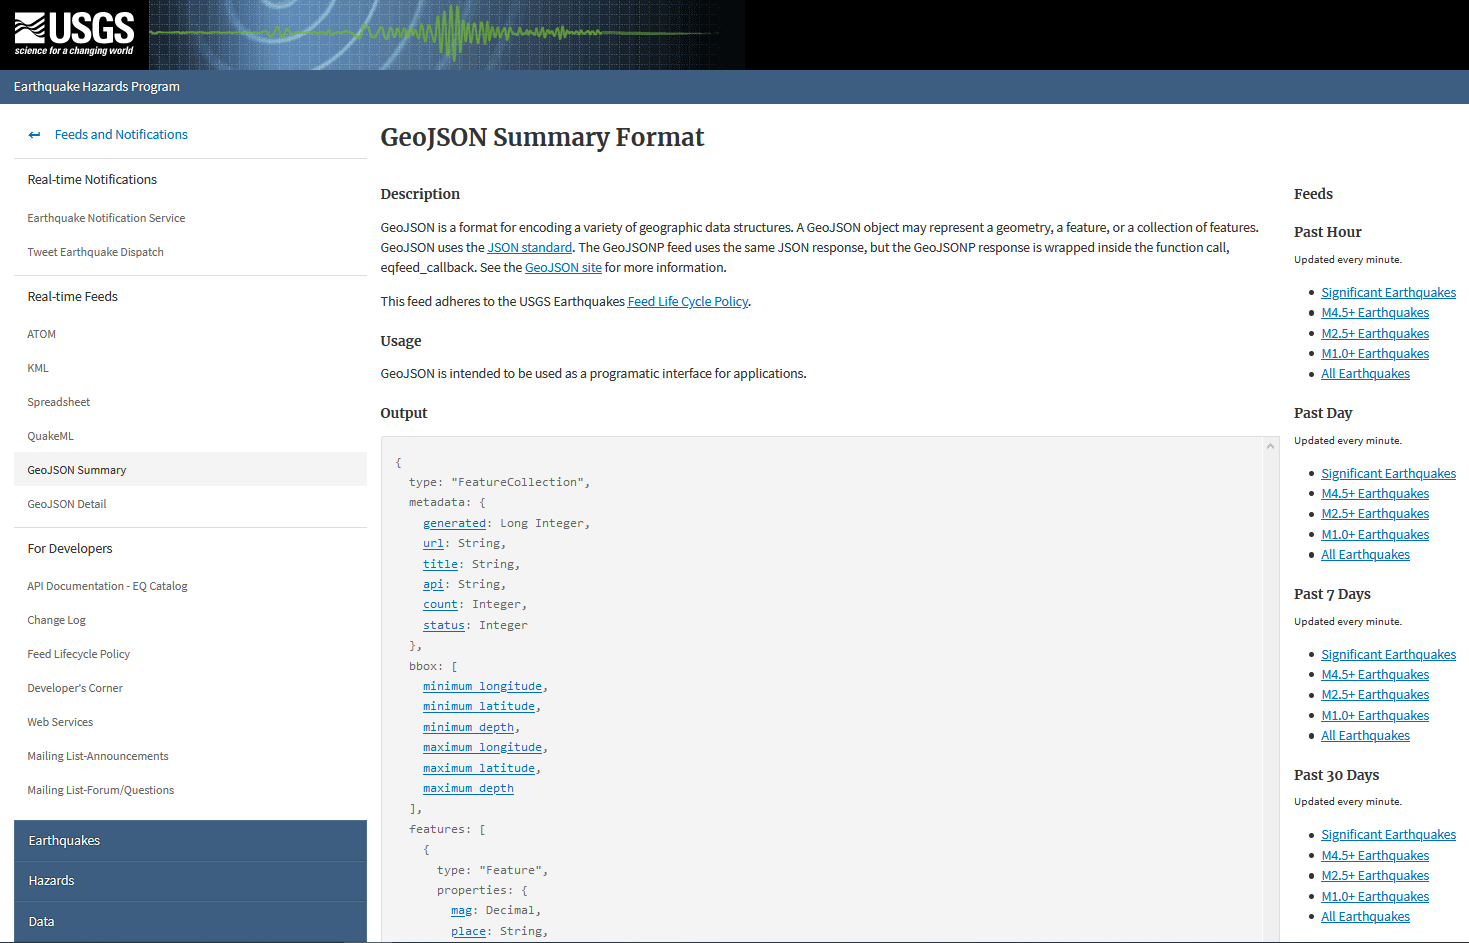 USGS
science for a changing world
Earthquake Hazards Program
Feeds and Notifications
Real-time Notifications
Earthquake Notification Service
Tweet Earthquake Dispatch
Real-time Feeds
ATOM
KML
Spreadsheet
QuakeML
GeoJSON Summary
GeoJSON Detail
For Developers
API Documentation - EQ Catalog
Change Log
Feed Lifecycle Policy
Developer's Corner
Web Services
Mailing List-Announcements
Mailing List-Forum/Questions
Earthquakes
Hazards
Data
GeoJSON Summary Format
Description
GeoJSON is a format for encoding a variety of geographic data structures. A GeoJSON object may represent a geometry, a feature, or a collection of features.
GeoJSON uses the JSON standard. The GeoJSONP feed uses the same JSON response, but the GeoJSONP response is wrapped inside the function call,
eqfeed_callback. See the GeoJSON site for more information.
This feed adheres to the USGS Earthquakes Feed Life Cycle Policy.
Usage
GeoJSON is intended to be used as a programatic interface for applications.
Output
{
type: "FeatureCollection",
metadata: {
generated: Long Integer,
url: String,
title: String,
api: String,
count: Integer,
status: Integer
},
bbox: [
minimum longitude,
minimum latitude,
minimum depth,
maximum longitude,
maximum latitude,
maximum depth
],
features: [
{
type: "Feature",
properties: {
mag: Decimal,
place: String,
Feeds
Past Hour
Updated every minute.
Significant Earthquakes
M4.5+ Earthquakes
M2.5+ Earthquakes
M1.0+ Earthquakes
All Earthquakes
Past Day
Updated every minute.
Significant Earthquakes
M4.5+ Earthquakes
M2.5+ Earthquakes
M1.0+ Earthquakes
All Earthquakes
Past 7 Days
Updated every minute.
Significant Earthquakes
M4.5+ Earthquakes
M2.5+ Earthquakes
M1.0+ Earthquakes
All Earthquakes
Past 30 Days
Updated every minute.
Significant Earthquakes
M4.5+ Earthquakes
M2.5+ Earthquakes
M1.0+ Earthquakes
All Earthquakes